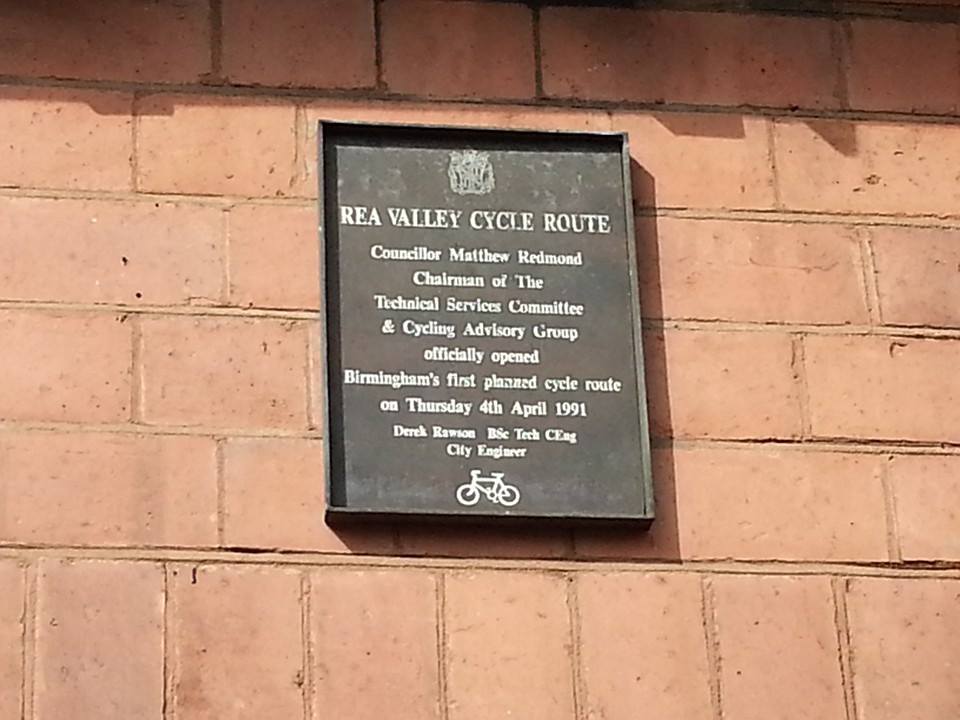 REA VALLEY CYCLE ROUTE
Councillor Matthew Redmond
Chairman of The
Technical Services Committee
& Cycling Advisory Group
officially opened
Birmingham's first planned cycle route
on Thursday 4th April 1991
Derek Rawson BSc Tech CEng
City Engineer